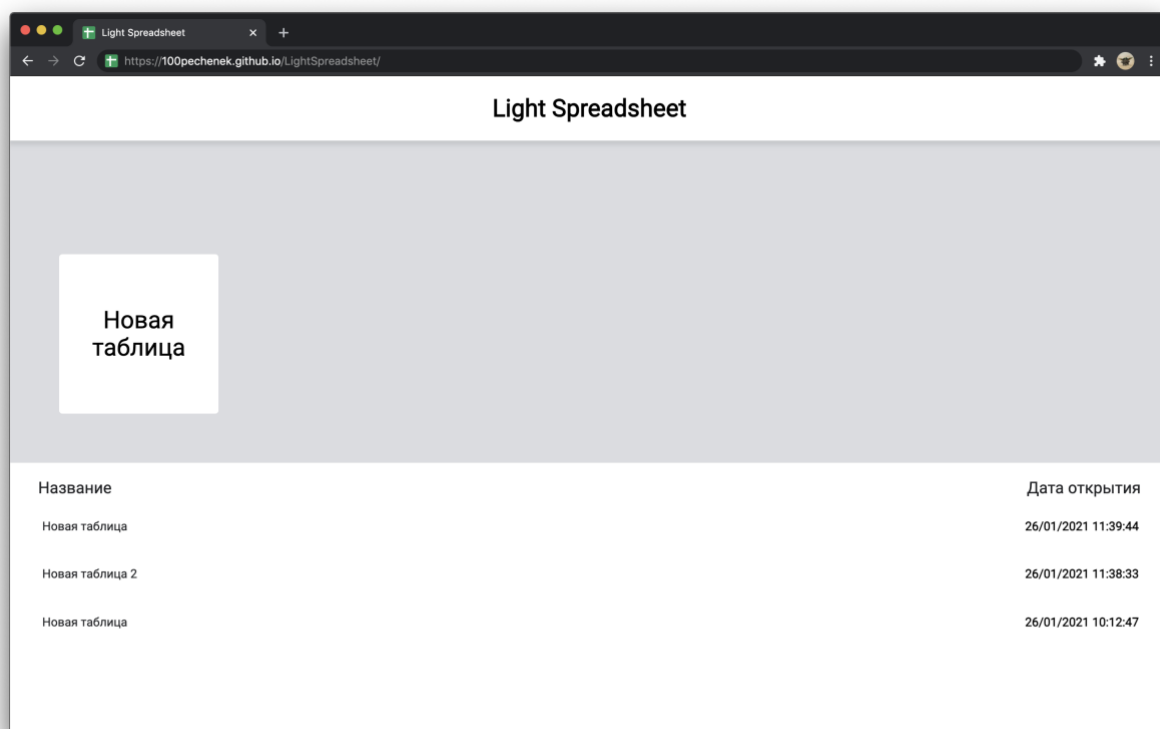 Light Spreadsheet
https://100pechenek.github.io/LightSpreadsheet/
Light Spreadsheet
Новая
таблица
Название Дата открытия
Новая таблица 26/01/2021 11:39:44
Новая таблица 2 26/01/2021 11:38:33
Новая таблица 26/01/2021 10:12:47